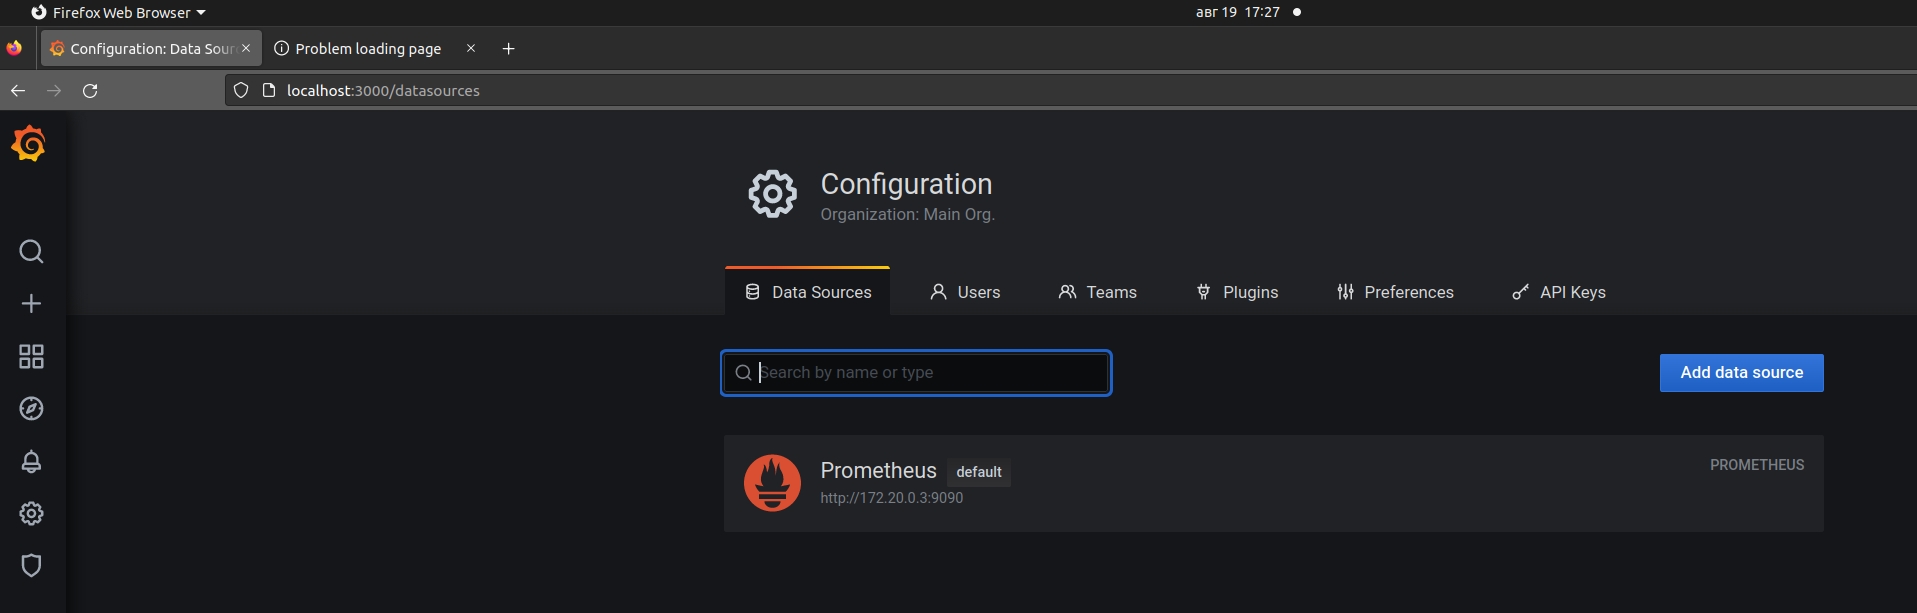 Firefox Web Browser
авг 19 17:27
Configuration: Data Sour
Problem loading page
localhost:3000/datasources
Configuration
Organization: Main Org.
Data Sources
Users
Teams
Plugins
Preferences
API Keys
Search by name or type
Add data source
Prometheus
default
PROMETHEUS
http://172.20.0.3:9090